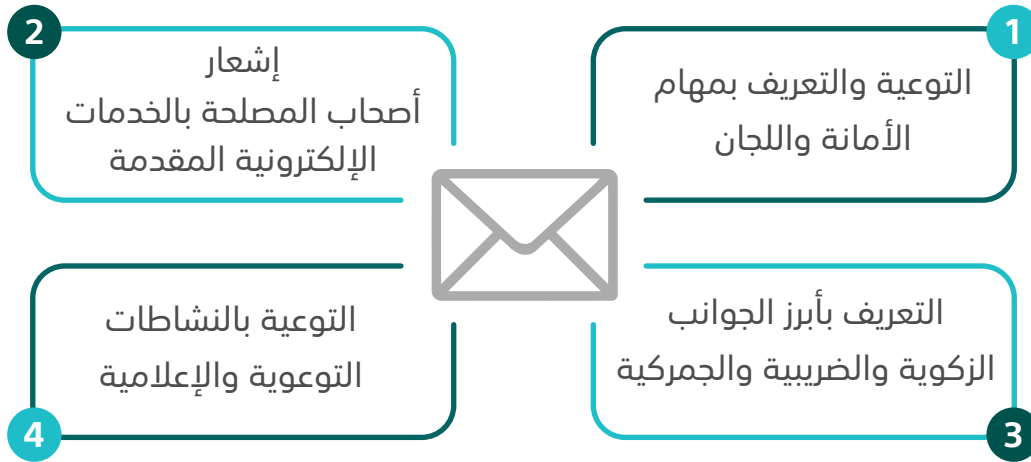 1
التوعية والتعريف بمهام
الأمانة واللجان
2
إشعار
أصحاب المصلحة بالخدمات
الإلكترونية المقدمة
3
التعريف بأبرز الجوانب
الزكوية والضريبية والجمركية
4
التوعية بالنشاطات
التوعوية والإعلامية